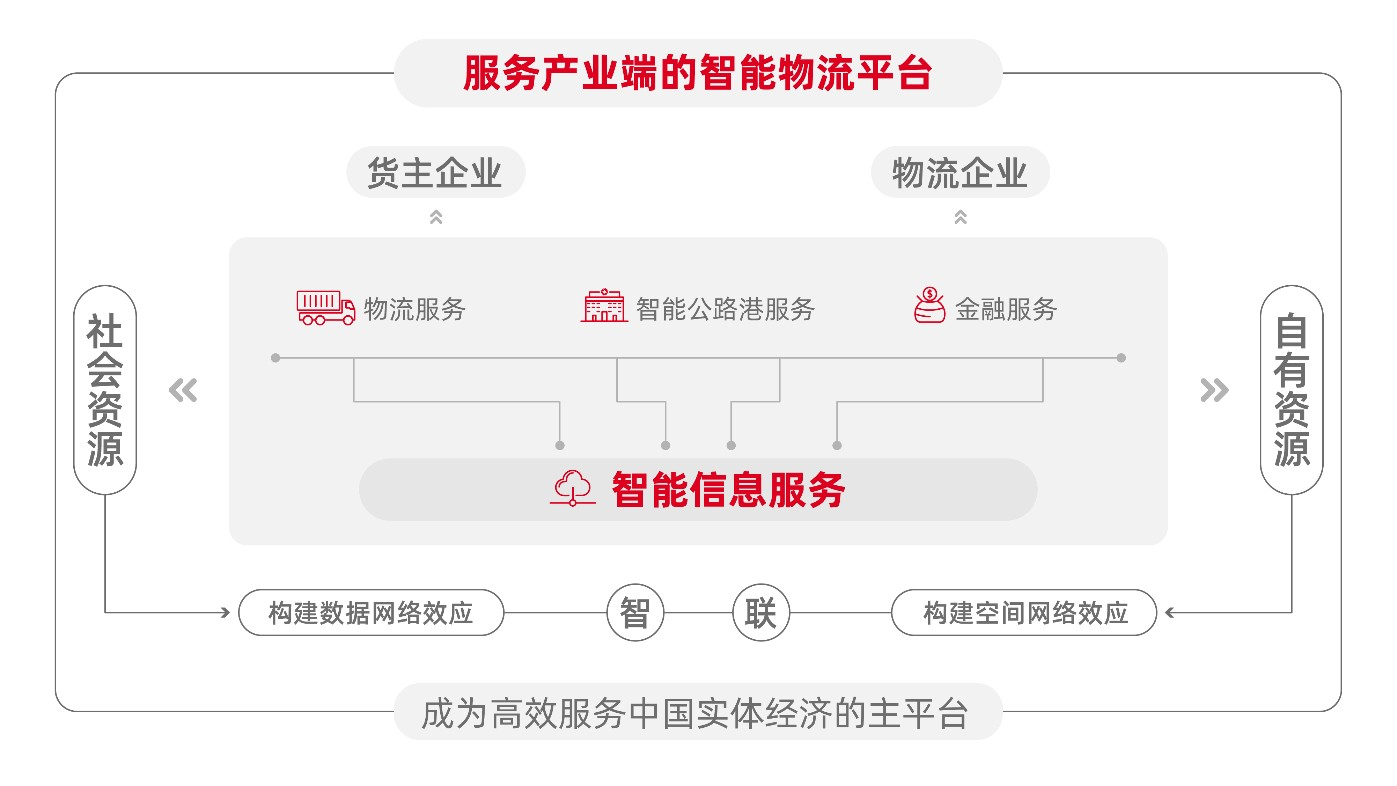 服务产业端的智能物流平台
货主企业
物流企业
物流服务
智能公路港服务
金融服务
社会资源
自有资源
智能信息服务
构建数据网络效应
智
联
构建空间网络效应
成为高效服务中国实体经济的主平台